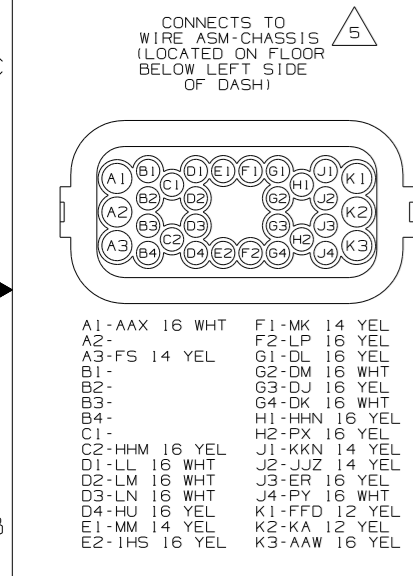 CONNECTS TO
WIRE ASM-CHASSIS
(LOCATED ON FLOOR
BELOW LEFT SIDE
OF DASH)
5
A1 B1 C1 D1 E1 F1 G1 H1 J1 K1
A2 B2 D2 G2 J2 K2
A3 B3 C2 D3 G3 H2 J3 K3
B4 D4 E2 F2 G4 J4
A1-AAX 16 WHT
A2-
A3-FS 14 YEL
B1-
B2-
B3-
B4-
C1-
C2-HHM 16 YEL
D1-LL 16 WHT
D2-LM 16 WHT
D3-LN 16 WHT
D4-HU 16 YEL
E1-MM 14 YEL
E2-1HS 16 YEL
F1-MK 14 YEL
F2-LP 16 YEL
G1-DL 16 YEL
G2-DM 16 WHT
G3-DJ 16 YEL
G4-DK 16 WHT
H1-HHN 16 YEL
H2-PX 16 YEL
J1-KKN 14 YEL
J2-JJZ 14 YEL
J3-ER 16 YEL
J4-PY 16 WHT
K1-FFD 12 YEL
K2-KA 12 YEL
K3-AAW 16 YEL